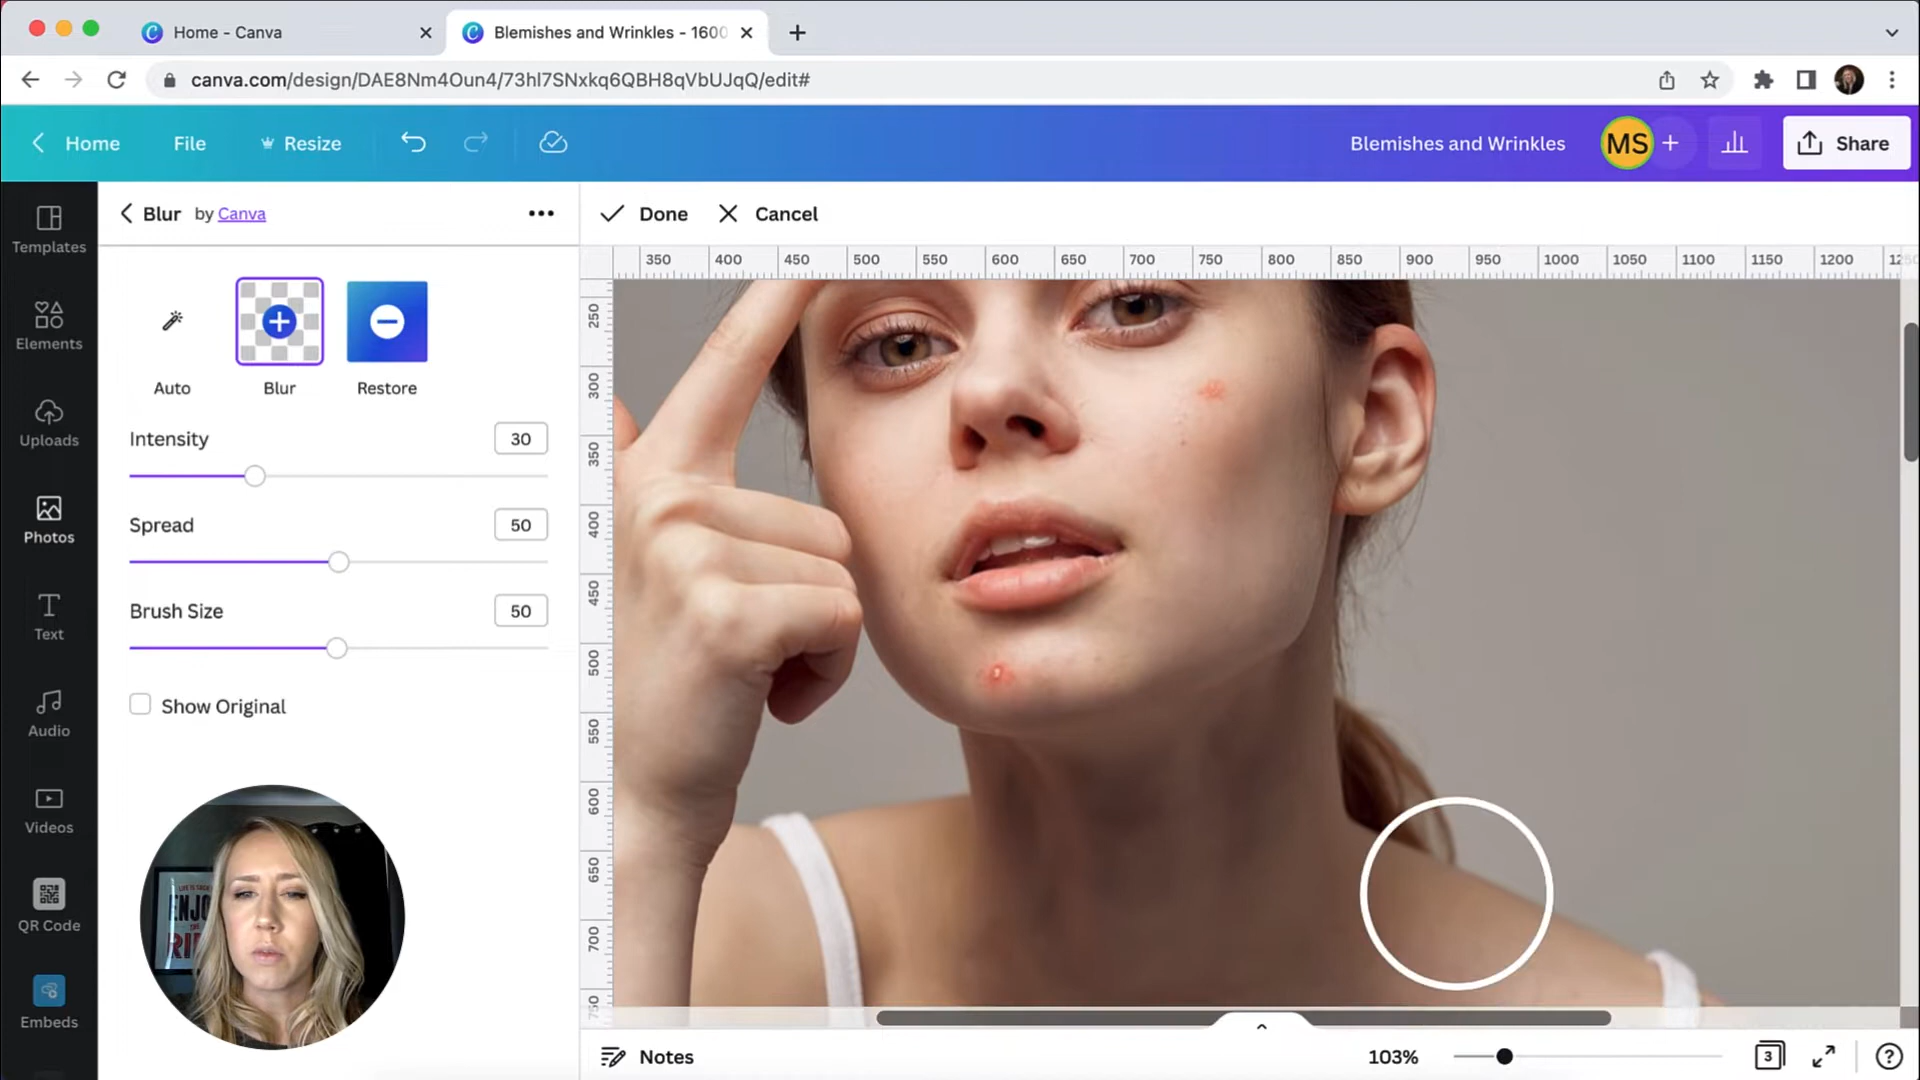 Home - Canva
Blemishes and Wrinkles - 1600
canva.com/design/DAE8Nm4Oun4/73hl7SNxkq6QBH8qVbUJqQ/edit#
Home File Resize
Blemishes and Wrinkles MS Share
Templates
Elements
Uploads
Photos
Text
Audio
Videos
QR Code
Embeds
Blur by Canva
Auto Blur Restore
Intensity 30
Spread 50
Brush Size 50
Show Original
ENJO
RI
Done Cancel
350 400 450 500 550 600 650 700 750 800 850 900 950 1000 1050 1100 1150 1200
250
300
350
400
450
500
550
600
650
700
750
Notes 103% 3